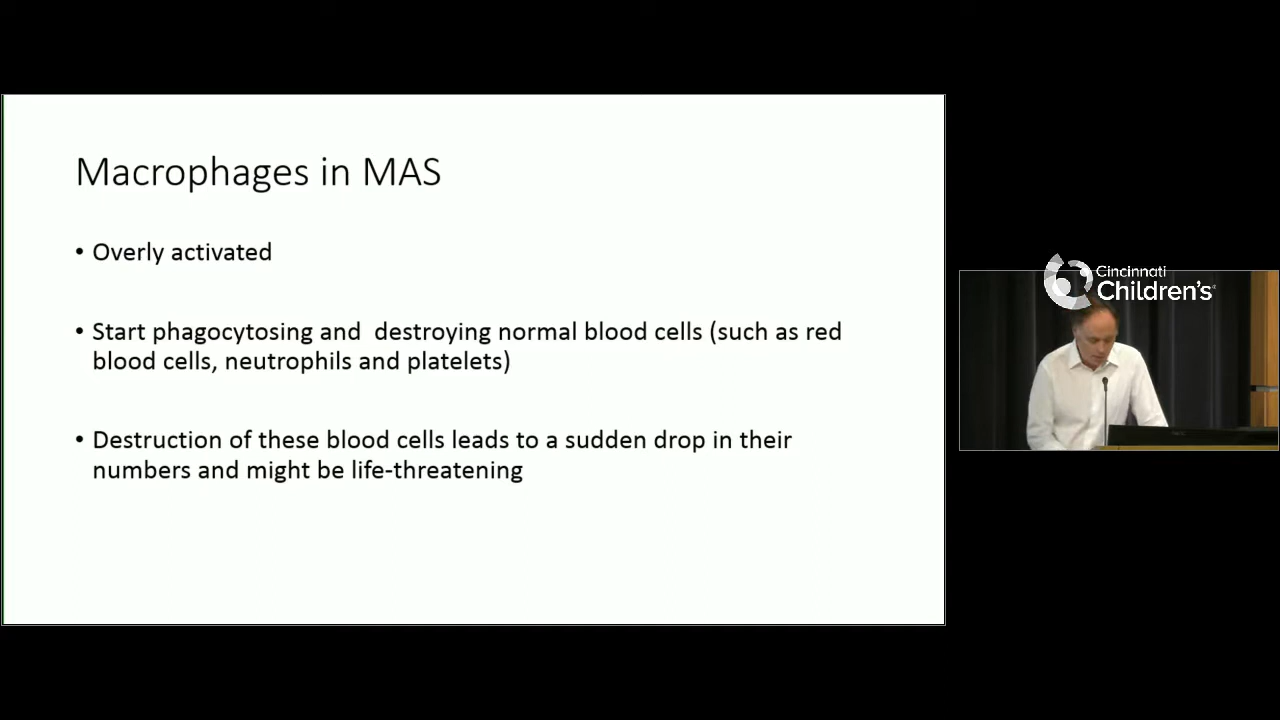 Macrophages in MAS
• Overly activated
• Start phagocytosing and  destroying normal blood cells (such as red
blood cells, neutrophils and platelets)
• Destruction of these blood cells leads to a sudden drop in their
numbers and might be life-threatening
Cincinnati
Children's